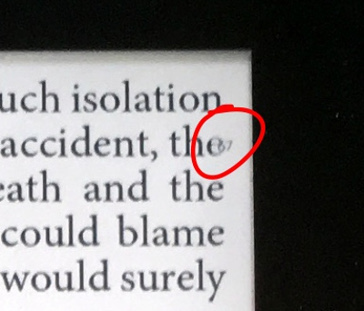 uch isolation
accident, the
eath and the
could blame
would surely